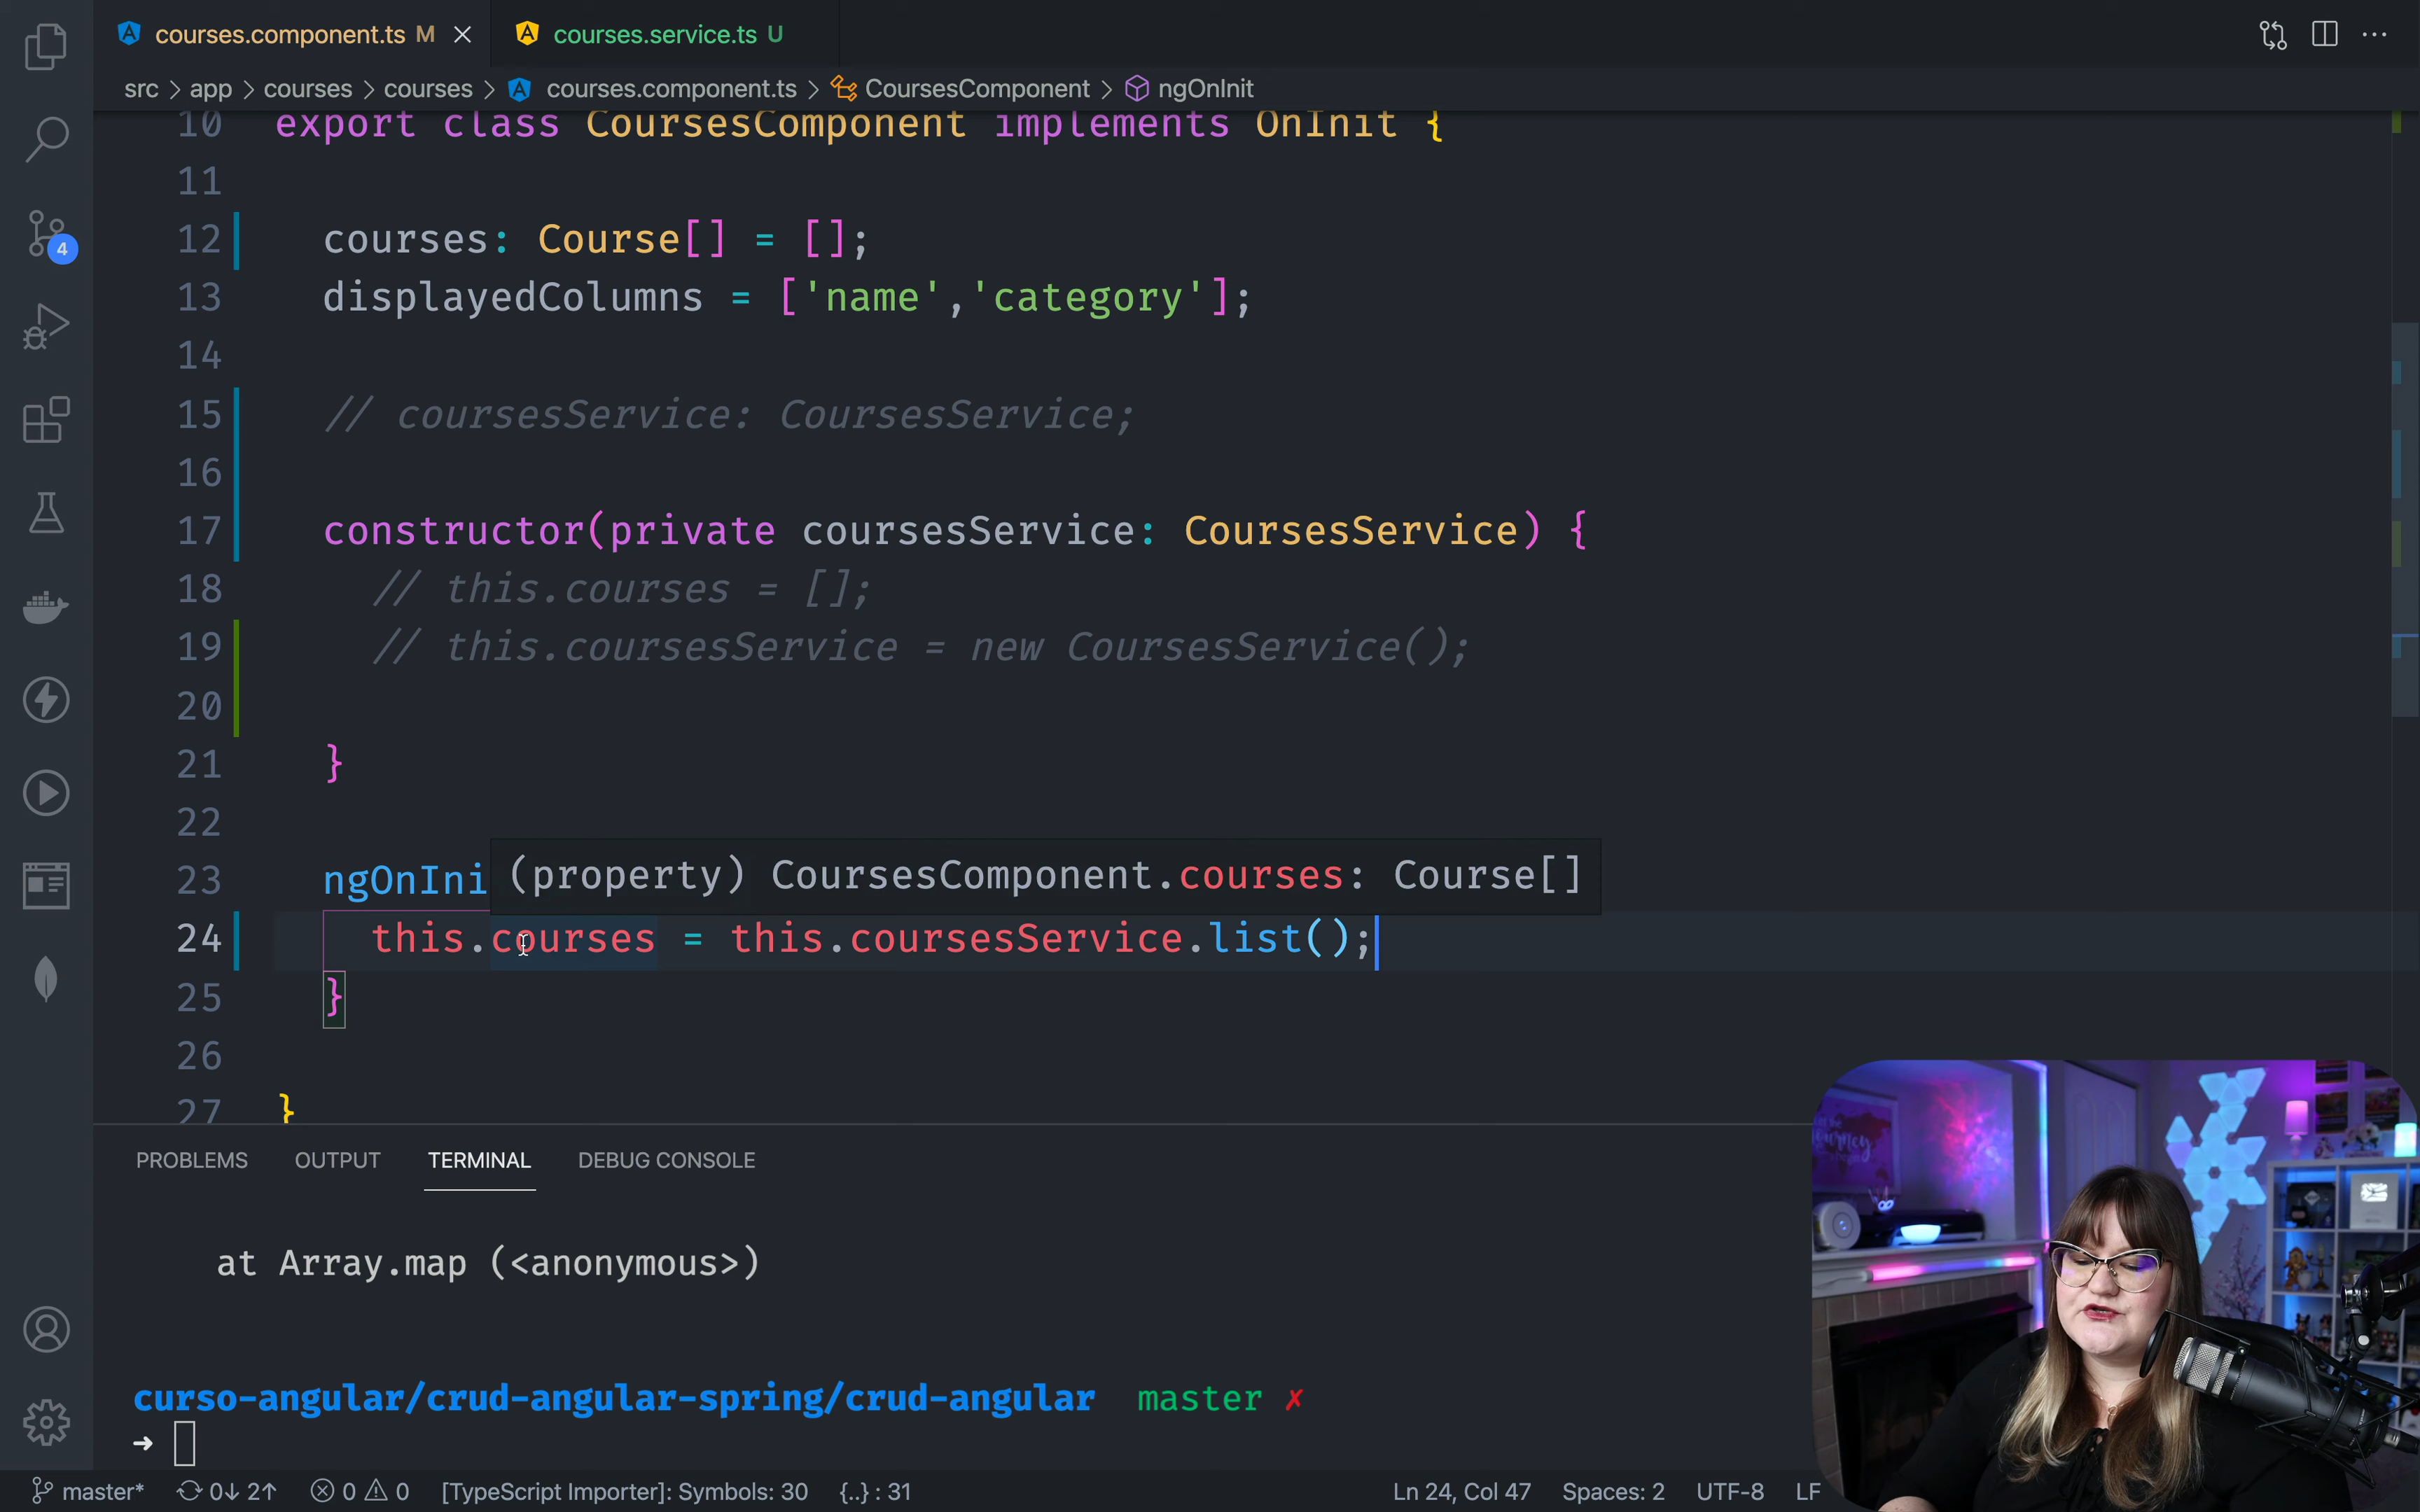 courses.component.ts M
courses.service.ts U
src > app > courses > courses > courses.component.ts > CoursesComponent > ngOnInit
10 export class CoursesComponent implements OnInit {
11
12 courses: Course[] = [];
13 displayedColumns = ['name','category'];
14
15 // coursesService: CoursesService;
16
17 constructor(private coursesService: CoursesService) {
18 // this.courses = [];
19 // this.coursesService = new CoursesService();
20
21 }
22
(property) CoursesComponent.courses: Course[]
23 ngOnIni
24 this.courses = this.coursesService.list();
25 }
26
27 }
4
PROBLEMS OUTPUT TERMINAL DEBUG CONSOLE
at Array.map (<anonymous>)
curso-angular/crud-angular-spring/crud-angular master ✗
➜
master* 0↓ 2↑ 0 0 [TypeScript Importer]: Symbols: 30 {..} : 31 Ln 24, Col 47 Spaces: 2 UTF-8 LF